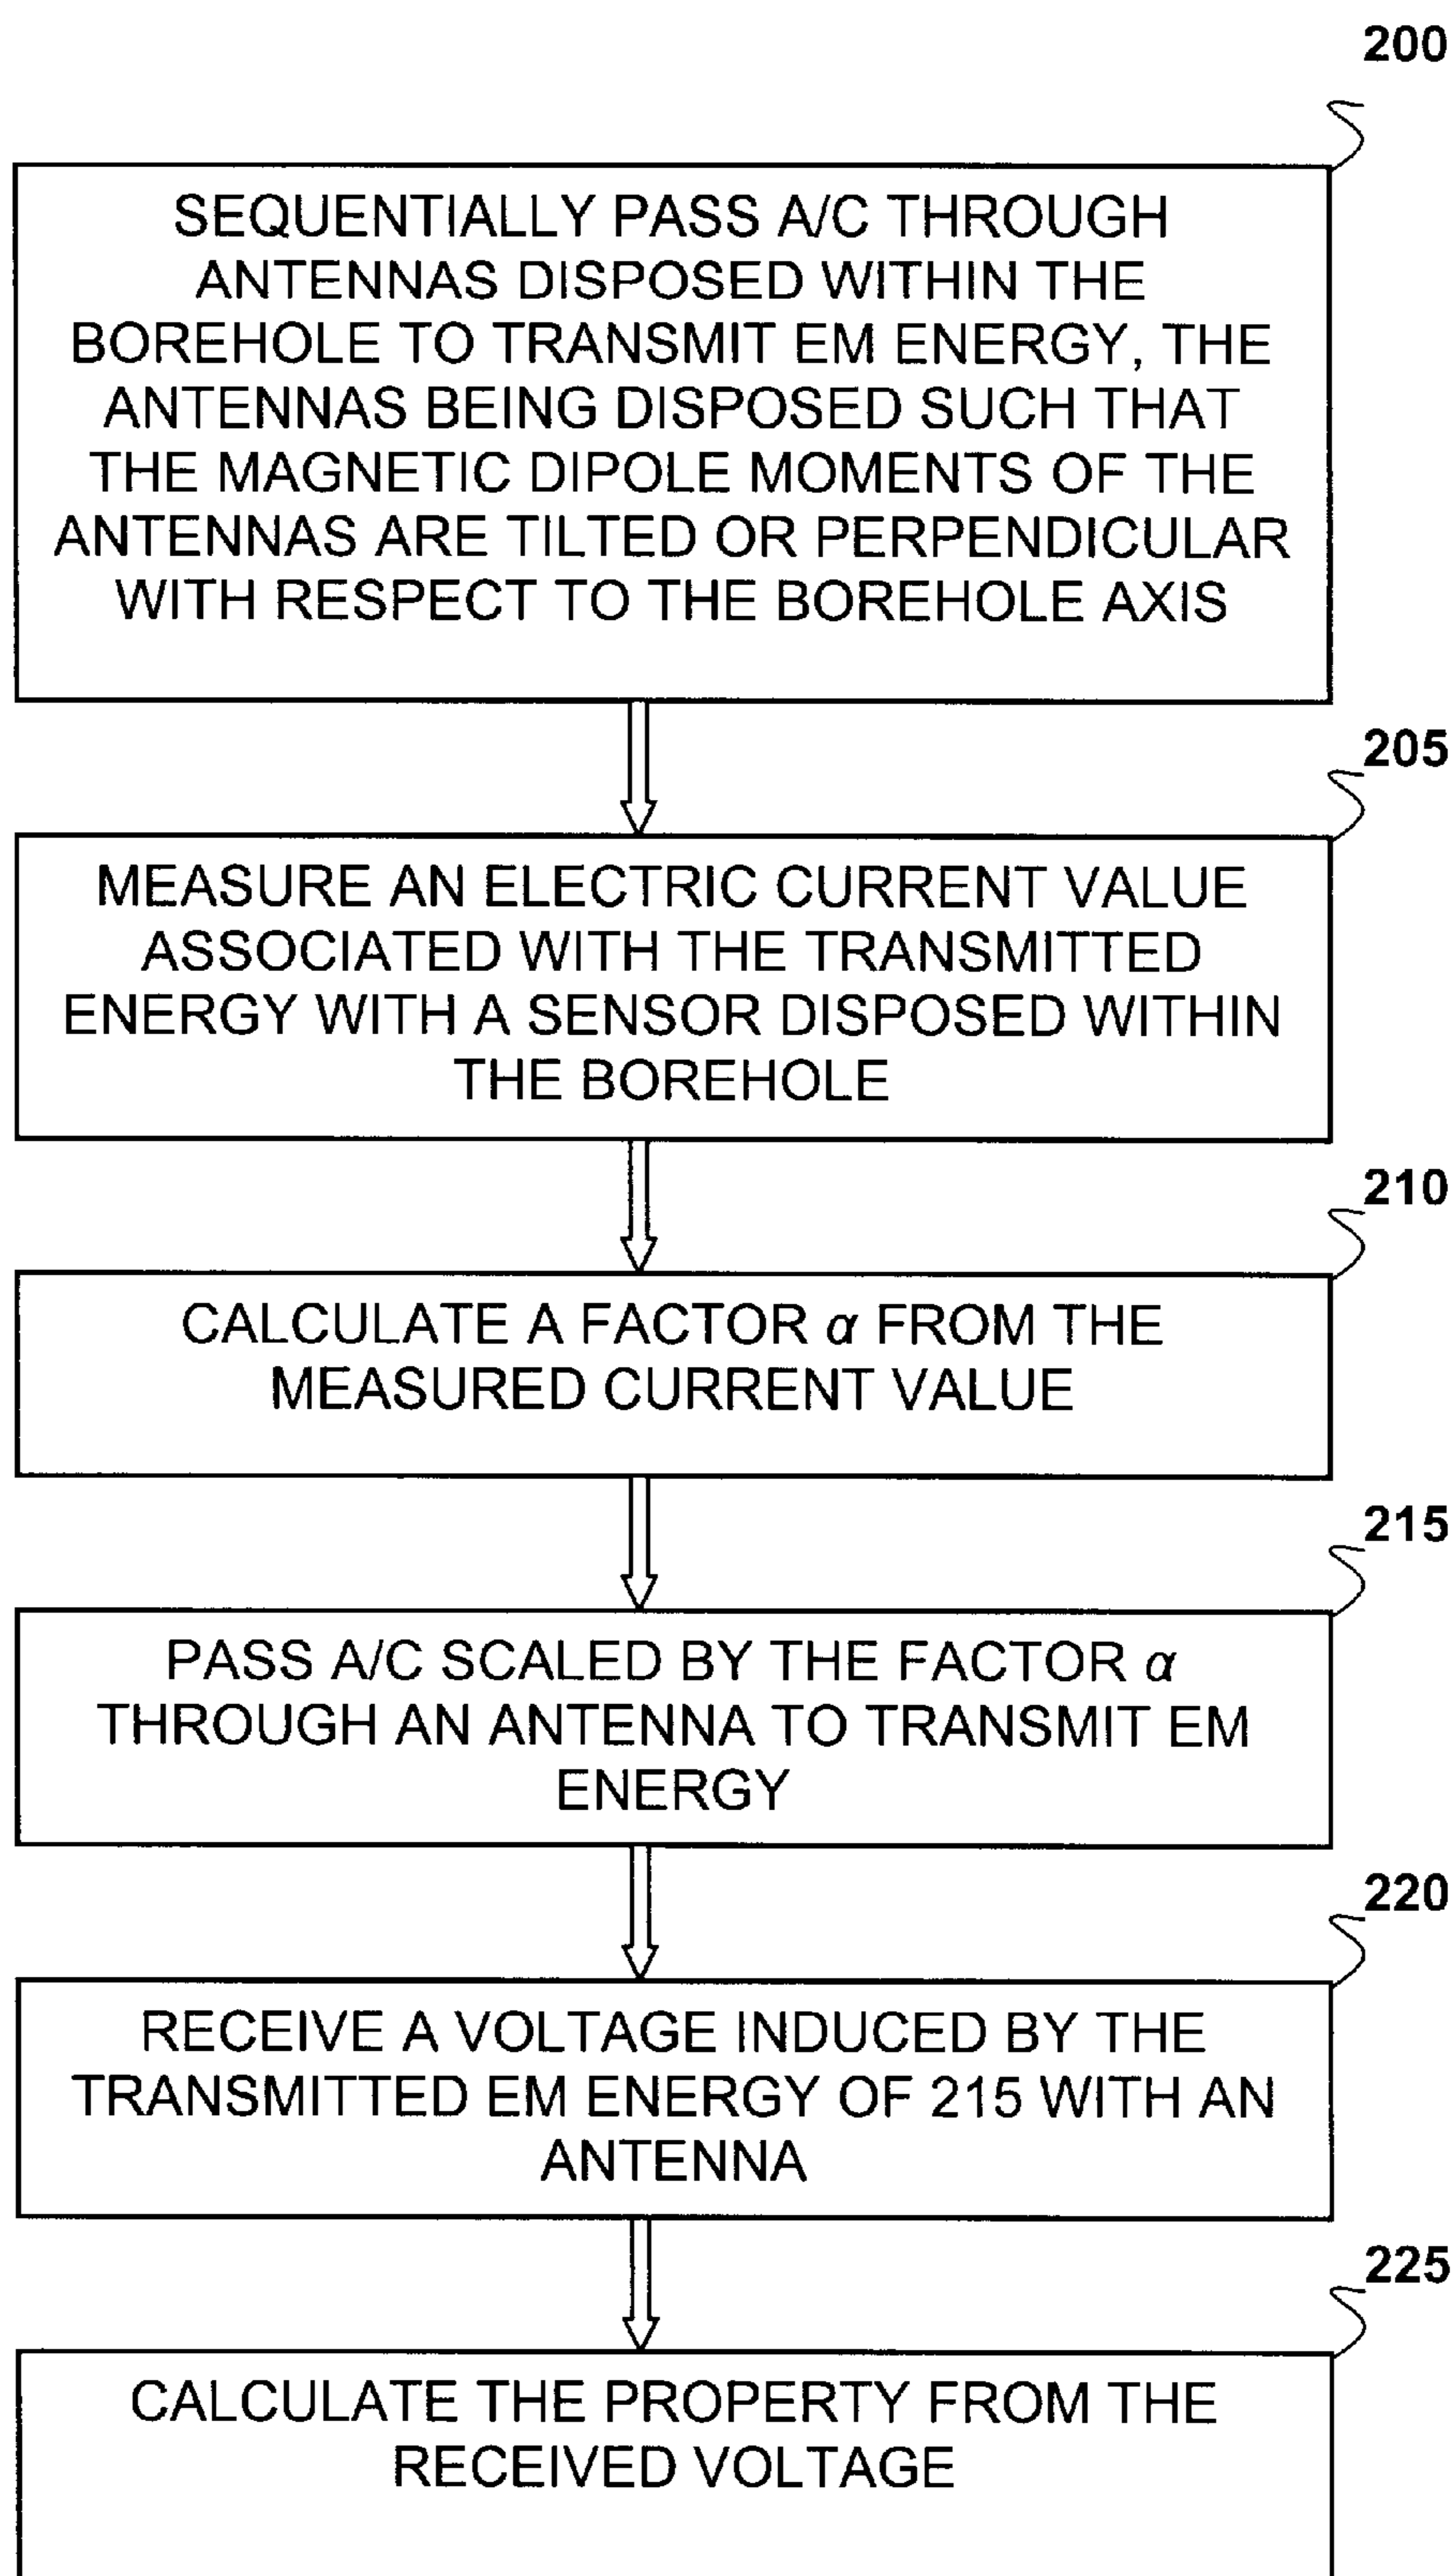 200
SEQUENTIALLY PASS A/C THROUGH
ANTENNAS DISPOSED WITHIN THE
BOREHOLE TO TRANSMIT EM ENERGY, THE
ANTENNAS BEING DISPOSED SUCH THAT
THE MAGNETIC DIPOLE MOMENTS OF THE
ANTENNAS ARE TILTED OR PERPENDICULAR
WITH RESPECT TO THE BOREHOLE AXIS
205
MEASURE AN ELECTRIC CURRENT VALUE
ASSOCIATED WITH THE TRANSMITTED
ENERGY WITH A SENSOR DISPOSED WITHIN
THE BOREHOLE
210
CALCULATE A FACTOR α FROM THE
MEASURED CURRENT VALUE
215
PASS A/C SCALED BY THE FACTOR α
THROUGH AN ANTENNA TO TRANSMIT EM
ENERGY
220
RECEIVE A VOLTAGE INDUCED BY THE
TRANSMITTED EM ENERGY OF 215 WITH AN
ANTENNA
225
CALCULATE THE PROPERTY FROM THE
RECEIVED VOLTAGE